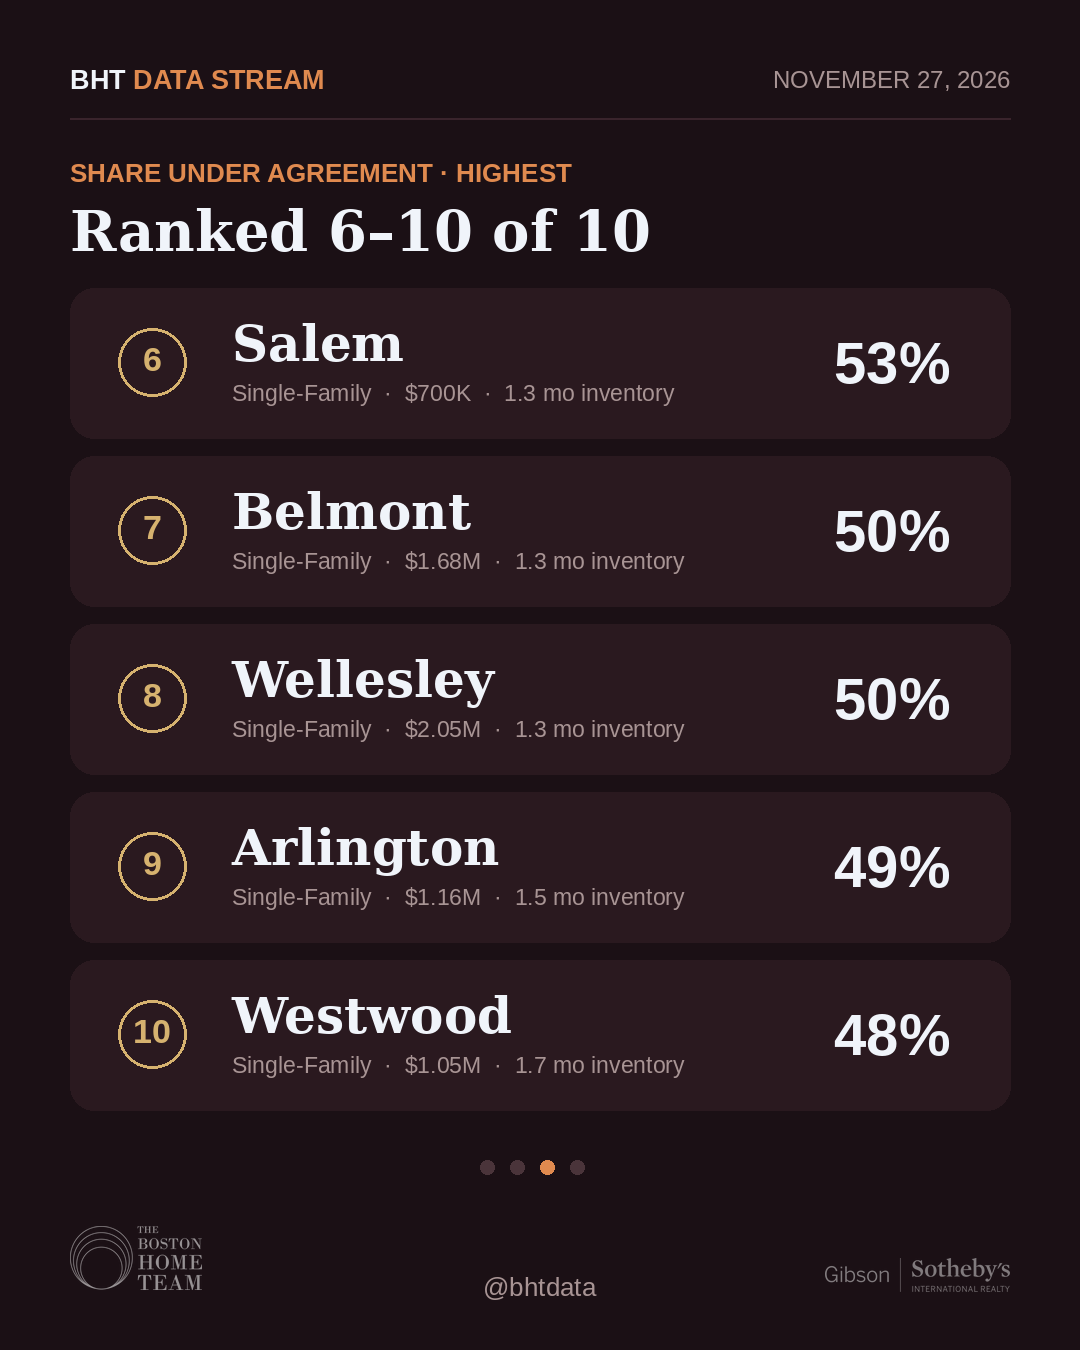 BHT DATA STREAM
NOVEMBER 27, 2026
SHARE UNDER AGREEMENT · HIGHEST
Ranked 6–10 of 10
6
Salem
Single-Family · $700K · 1.3 mo inventory
53%
7
Belmont
Single-Family · $1.68M · 1.3 mo inventory
50%
8
Wellesley
Single-Family · $2.05M · 1.3 mo inventory
50%
9
Arlington
Single-Family · $1.16M · 1.5 mo inventory
49%
10
Westwood
Single-Family · $1.05M · 1.7 mo inventory
48%
THE
BOSTON
HOME
TEAM
@bhtdata
Gibson
Sotheby's
INTERNATIONAL REALTY